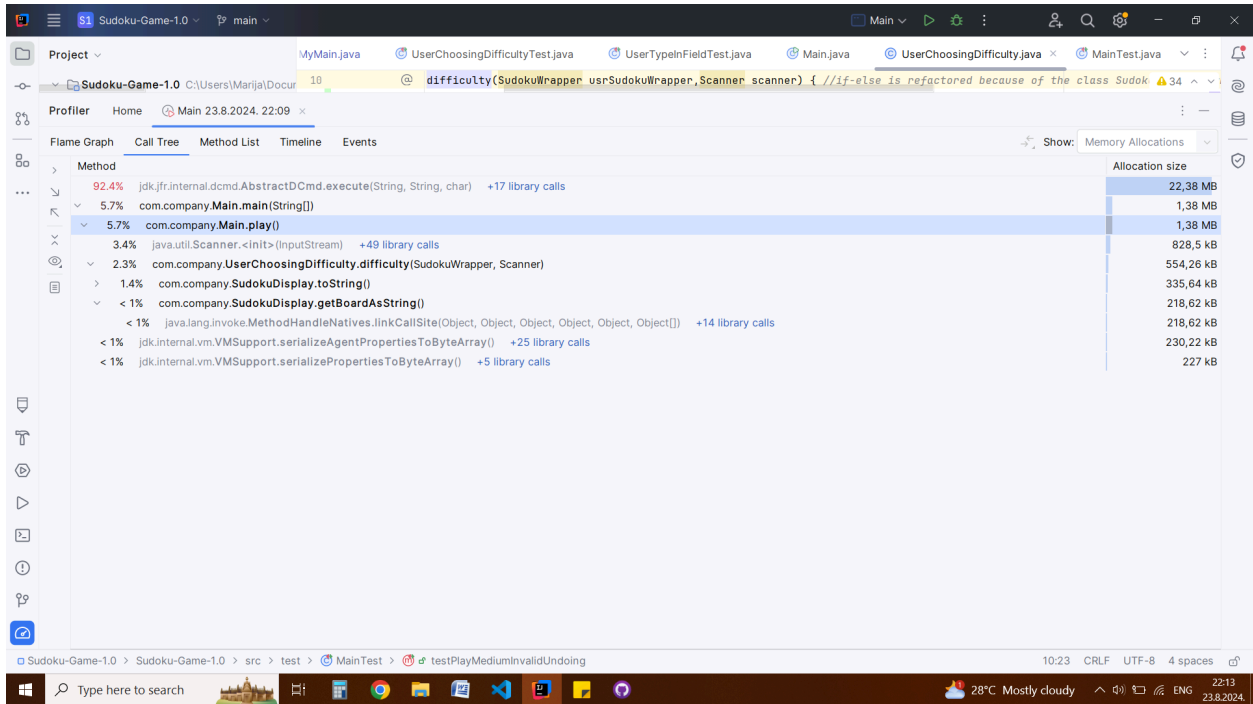 S1 Sudoku-Game-1.0 main Main
Project MyMain.java UserChoosingDifficultyTest.java UserTypeInFieldTest.java Main.java UserChoosingDifficulty.java MainTest.java
Sudoku-Game-1.0 C:\Users\Marija\Docur 10 @ difficulty(SudokuWrapper usrSudokuWrapper,Scanner scanner) { //if-else is refactored because of the class Sudok 34
Profiler Home Main 23.8.2024. 22:09
Flame Graph Call Tree Method List Timeline Events Show: Memory Allocations
Method Allocation size
92.4% jdk.jfr.internal.dcmd.AbstractDCmd.execute(String, String, char) +17 library calls 22,38 MB
5.7% com.company.Main.main(String[]) 1,38 MB
5.7% com.company.Main.play() 1,38 MB
3.4% java.util.Scanner.<init>(InputStream) +49 library calls 828,5 kB
2.3% com.company.UserChoosingDifficulty.difficulty(SudokuWrapper, Scanner) 554,26 kB
1.4% com.company.SudokuDisplay.toString() 335,64 kB
< 1% com.company.SudokuDisplay.getBoardAsString() 218,62 kB
< 1% java.lang.invoke.MethodHandleNatives.linkCallSite(Object, Object, Object, Object, Object, Object[]) +14 library calls 218,62 kB
< 1% jdk.internal.vm.VMSupport.serializeAgentPropertiesToByteArray() +25 library calls 230,22 kB
< 1% jdk.internal.vm.VMSupport.serializePropertiesToByteArray() +5 library calls 227 kB
Sudoku-Game-1.0 > Sudoku-Game-1.0 > src > test > MainTest > testPlayMediumInvalidUndoing 10:23 CRLF UTF-8 4 spaces
Type here to search 28°C Mostly cloudy ENG 22:13
23.8.2024.